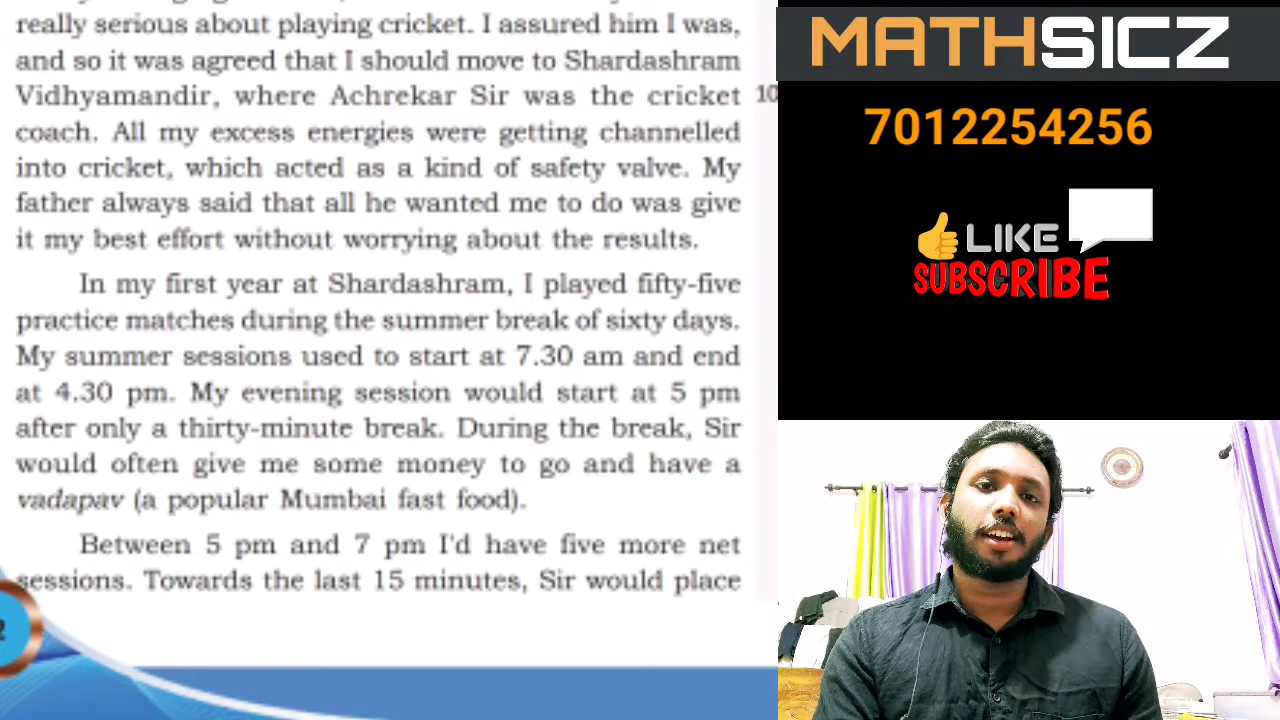 really serious about playing cricket. I assured him I was,
and so it was agreed that I should move to Shardashram
Vidhyamandir, where Achrekar Sir was the cricket
10
coach. All my excess energies were getting channelled
into cricket, which acted as a kind of safety valve. My
father always said that all he wanted me to do was give
it my best effort without worrying about the results.
In my first year at Shardashram, I played fifty-five
practice matches during the summer break of sixty days.
My summer sessions used to start at 7.30 am and end
at 4.30 pm. My evening session would start at 5 pm
after only a thirty-minute break. During the break, Sir
would often give me some money to go and have a
vadapav (a popular Mumbai fast food).
Between 5 pm and 7 pm I'd have five more net
sessions. Towards the last 15 minutes, Sir would place
2
MATHSICZ
7012254256
LIKE
SUBSCRIBE